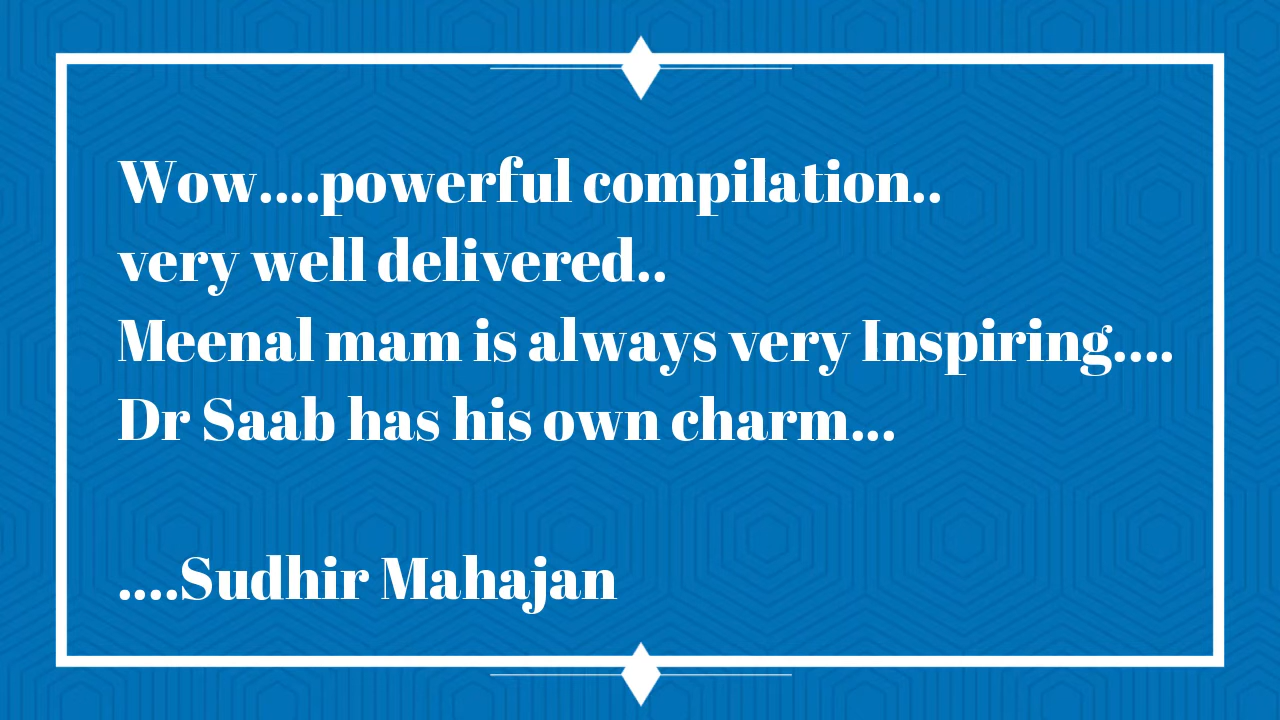 Wow....powerful compilation..
very well delivered..
Meenal mam is always very Inspiring....
Dr Saab has his own charm...
....Sudhir Mahajan